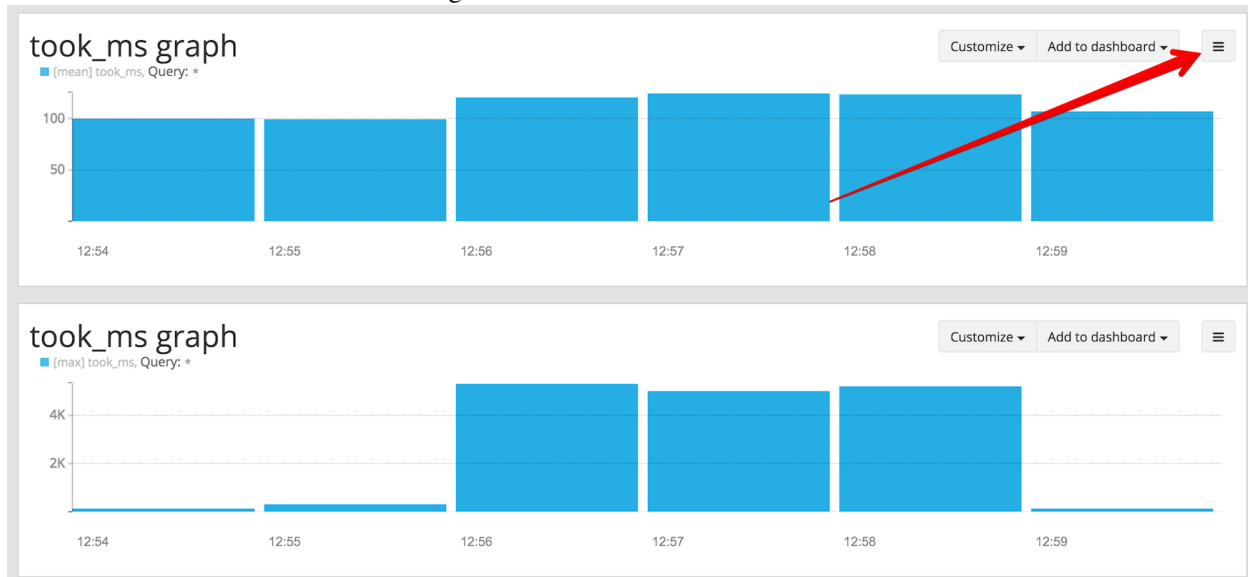 took_ms graph
Customize Add to dashboard
[mean] took_ms, Query: *
100
50
12:54 12:55 12:56 12:57 12:58 12:59
took_ms graph
Customize Add to dashboard
[max] took_ms, Query: *
4K
2K
12:54 12:55 12:56 12:57 12:58 12:59